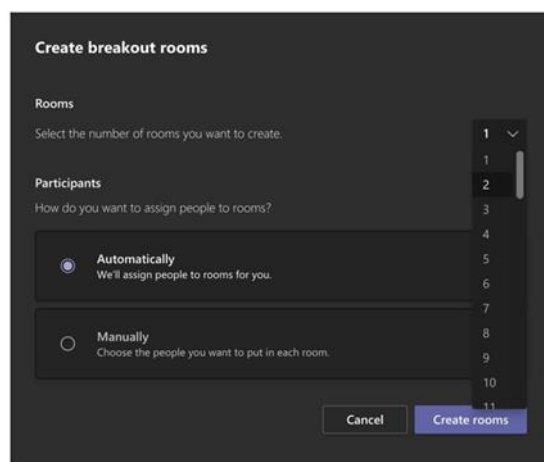 Create breakout rooms
Rooms
Select the number of rooms you want to create.
1
1
2
3
4
5
6
7
8
9
10
11
Participants
How do you want to assign people to rooms?
Automatically
We'll assign people to rooms for you.
Manually
Choose the people you want to put in each room.
Cancel
Create rooms